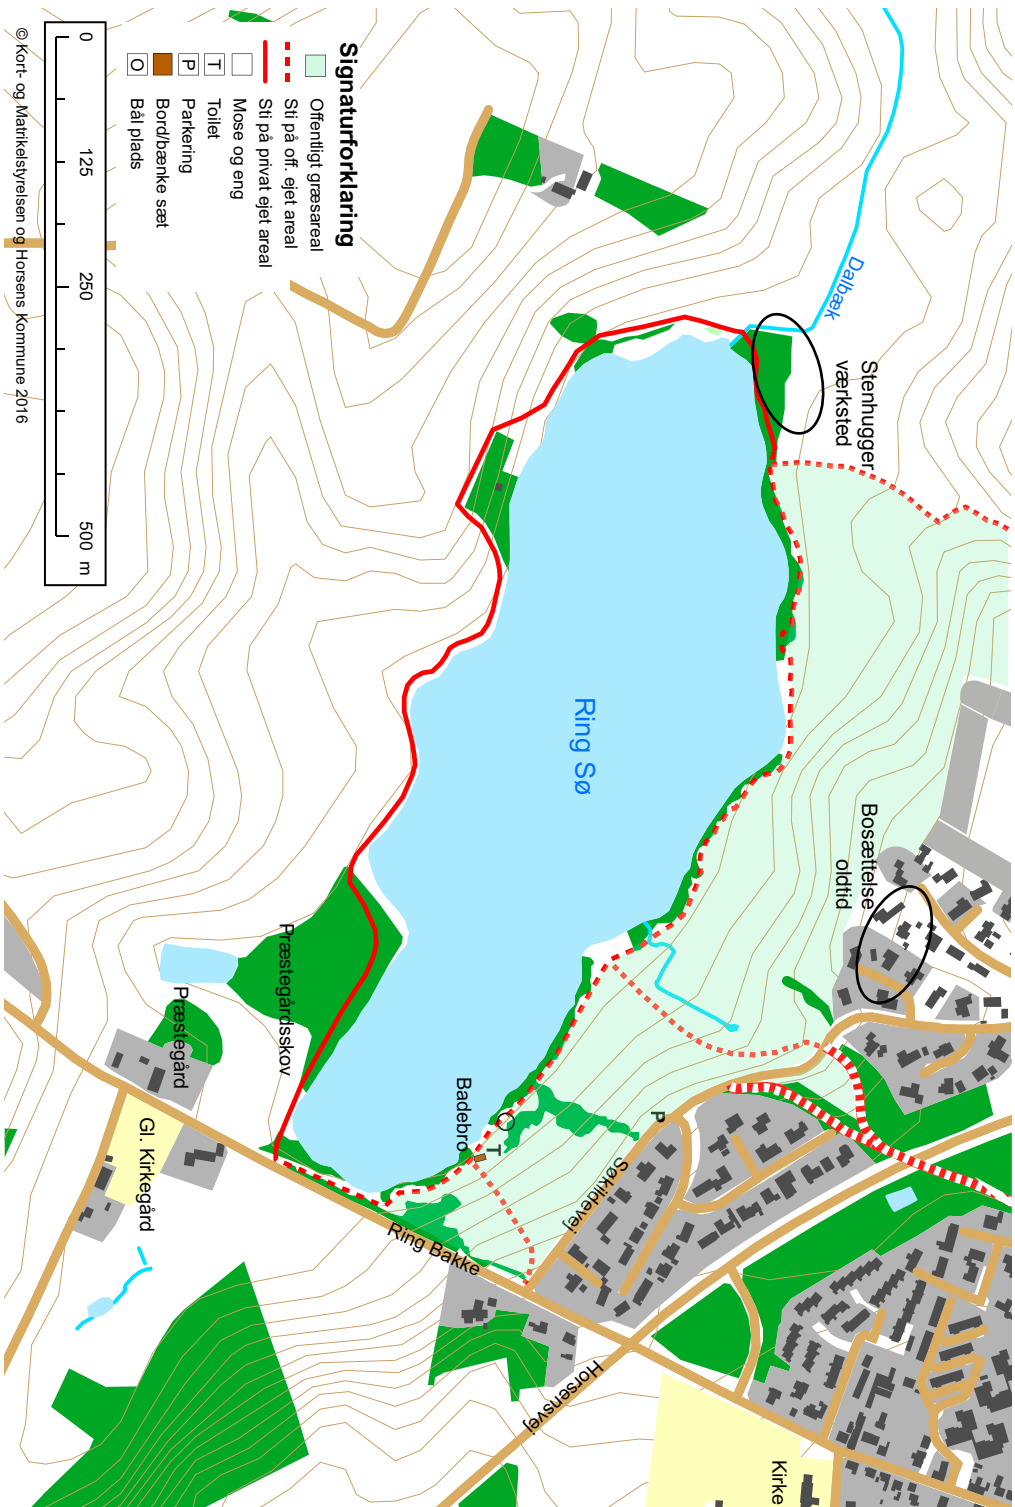 Signaturforklaring
Offentligt græsareal
Sti på off. ejet areal
Sti på privat ejet areal
Mose og eng
T Toilet
P Parkering
Bord/bænke sæt
O Bål plads
0 125 250 500 m
© Kort- og Matrikelstyrelsen og Horsens Kommune 2016
Dalbæk
Stenhugger
værksted
Ring Sø
Bosættelse
oldtid
Præstegårdsskov
Præstegård
Gl. Kirkegård
Badebro
T
P
Søkildevej
Ring Bakke
Horsensvej
Kirke